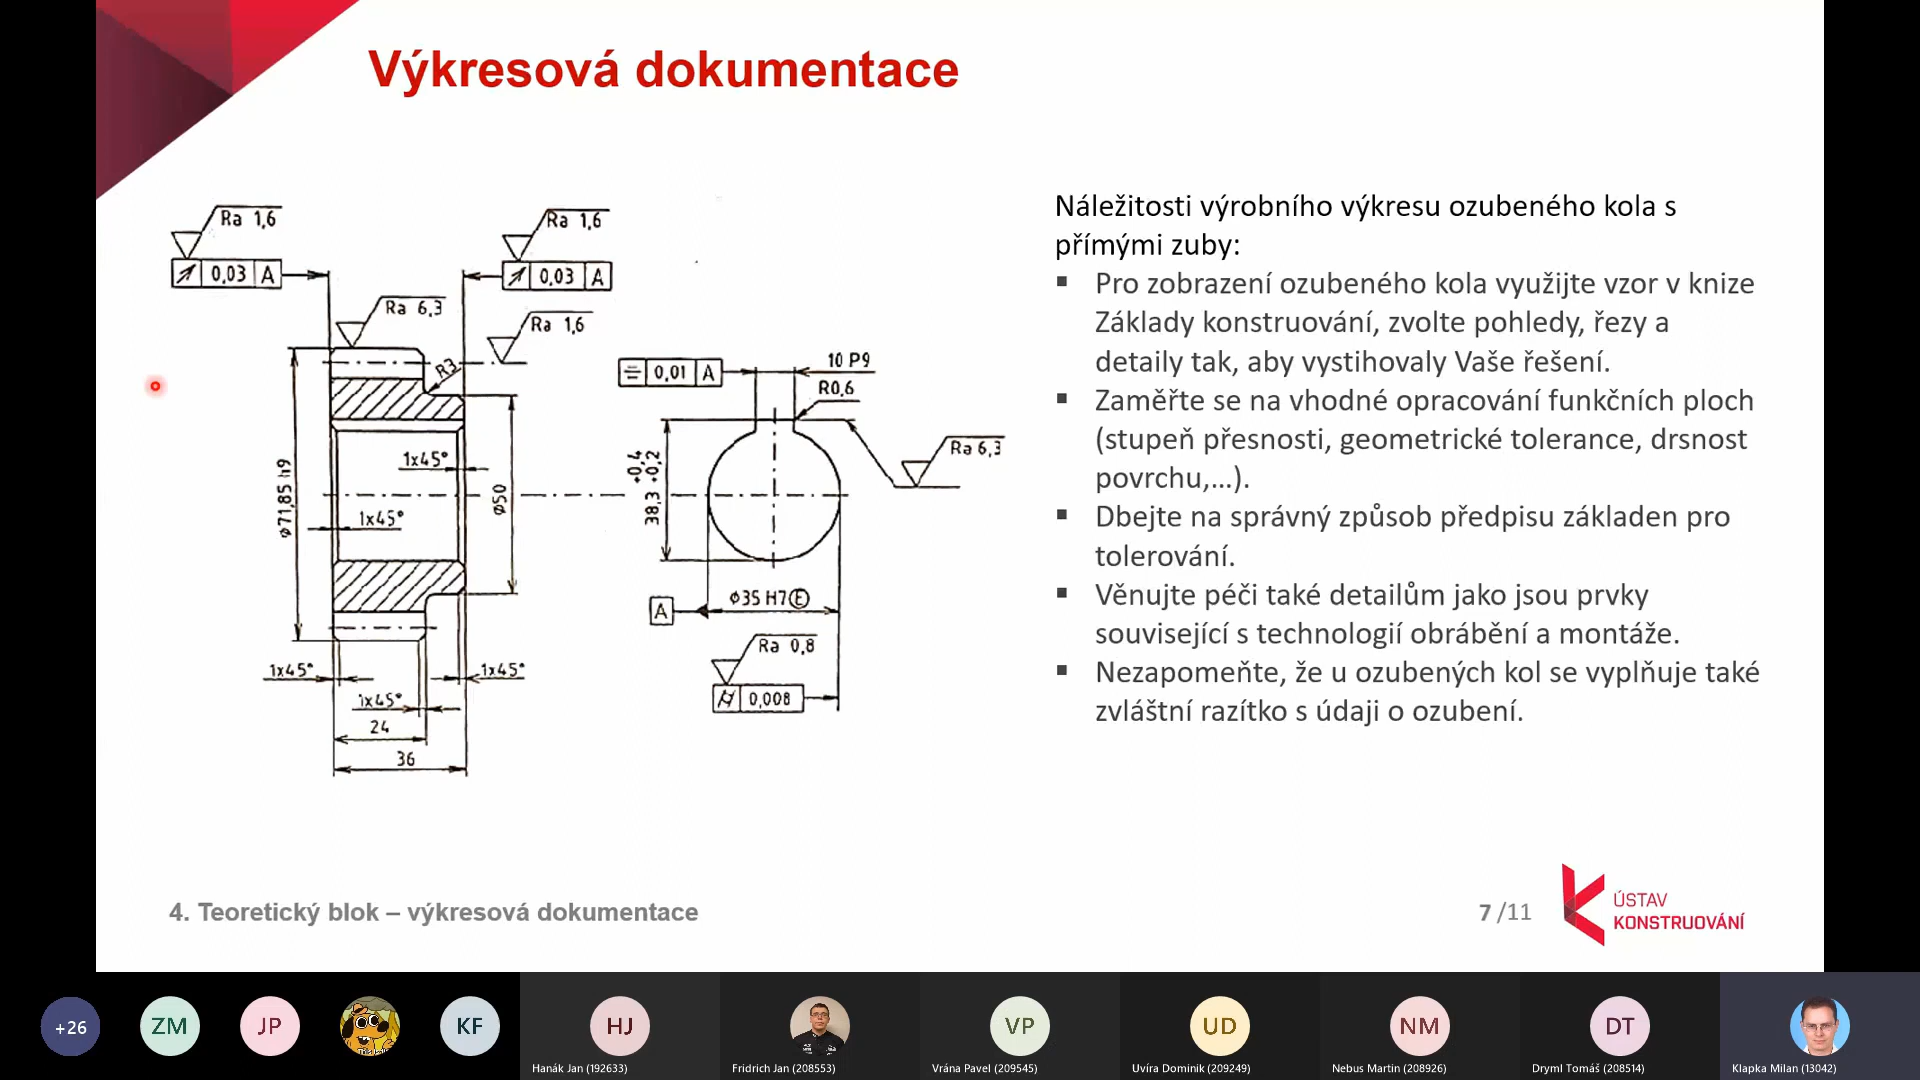 Výkresová dokumentace
Ra 1,6
0,03 A
Ra 1,6
0,03 A
Ra 6,3
Ra 1,6
R3
⌀71,85 h9
1x45°
1x45°
⌀50
1x45°
1x45°
1x45°
24
36
0,01 A
10 P9
R0,6
Ra 6,3
38,3 +0,4 +0,2
A
⌀35 H7 Ⓔ
Ra 0,8
0,008
Náležitosti výrobního výkresu ozubeného kola s
přímými zuby:
▪ Pro zobrazení ozubeného kola využijte vzor v knize
Základy konstruování, zvolte pohledy, řezy a
detaily tak, aby vystihovaly Vaše řešení.
▪ Zaměřte se na vhodné opracování funkčních ploch
(stupeň přesnosti, geometrické tolerance, drsnost
povrchu,…).
▪ Dbejte na správný způsob předpisu základen pro
tolerování.
▪ Věnujte péči také detailům jako jsou prvky
související s technologií obrábění a montáže.
▪ Nezapomeňte, že u ozubených kol se vyplňuje také
zvláštní razítko s údaji o ozubení.
4. Teoretický blok – výkresová dokumentace
7 /11
ÚSTAV
KONSTRUOVÁNÍ
+26
ZM
JP
KF
HJ
VP
UD
NM
DT
Hanák Jan (192633)
Fridrich Jan (208553)
Vrána Pavel (209545)
Uvíra Dominik (209249)
Nebus Martin (208926)
Dryml Tomáš (208514)
Klapka Milan (13042)